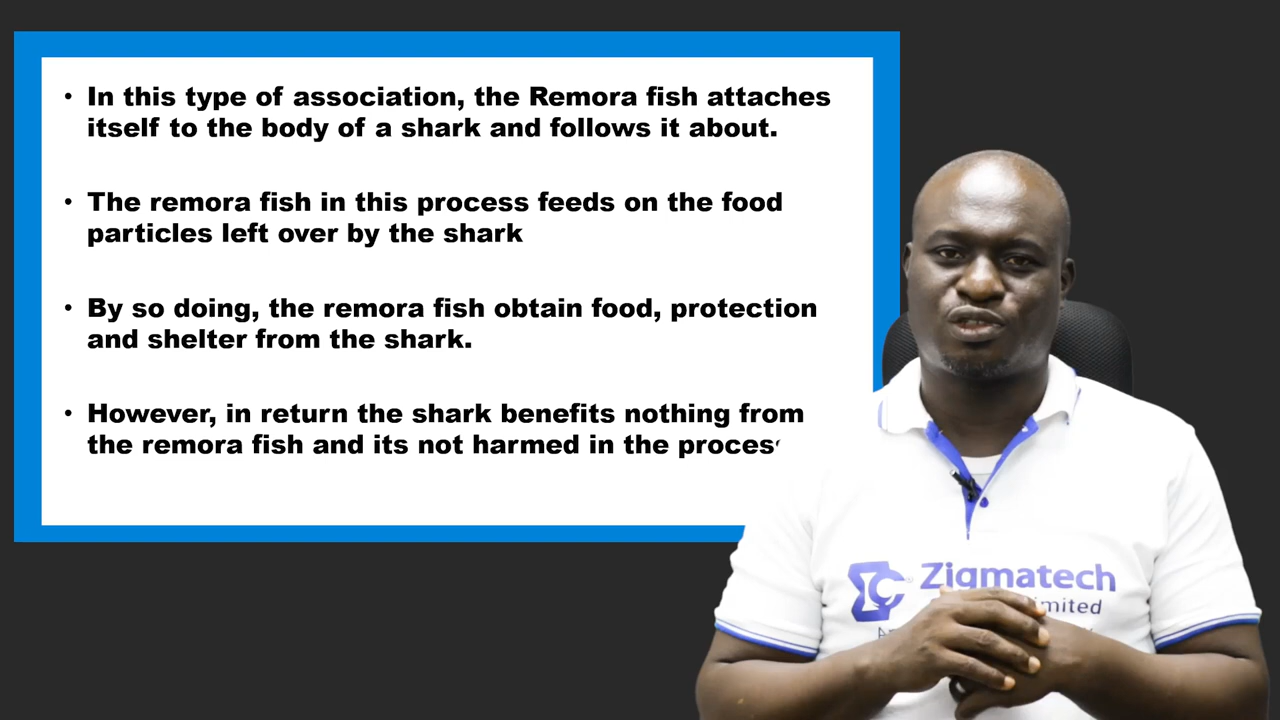 • In this type of association, the Remora fish attaches
itself to the body of a shark and follows it about.
• The remora fish in this process feeds on the food
particles left over by the shark
• By so doing, the remora fish obtain food, protection
and shelter from the shark.
• However, in return the shark benefits nothing from
the remora fish and its not harmed in the proces
Zigmatech
mited